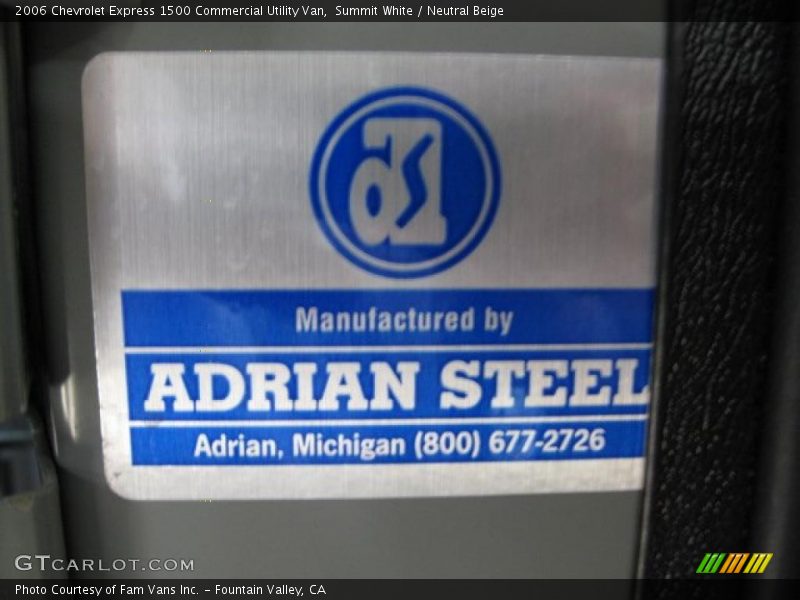 2006 Chevrolet Express 1500 Commercial Utility Van, Summit White / Neutral Beige
Manufactured by
ADRIAN STEEL
Adrian, Michigan (800) 677-2726
GTCARLOT.COM
Photo Courtesy of Fam Vans Inc. - Fountain Valley, CA